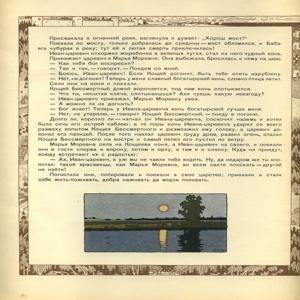 Прискакала к огненной реке, взглянула и думает: „Хорош мост!“
Поехала по мосту, только добралась до средины — мост обломился, и Баба-
яга чубурах в реку; тут ей и лютая смерть приключилась!
Иван-царевич откормил жеребёнка в зелёных лугах, стал из него чудный конь.
Приезжает царевич к Марье Моревне. Она выбежала, бросилась к нему на шею:
— Как тебя бог воскресил?
— Так и так, — говорит. — Поедем со мной.
— Боюсь, Иван-царевич! Если Кощей догонит, быть тебе опять изрублену.
— Нет, не догонит! Теперь у меня славный богатырский конь, словно птица летит.
Сели они на коня и поехали.
Кощей Бессмертный домой ворочается, под ним конь спотыкается.
— Что ты, несытая кляча, спотыкаешься? Али чуешь какую невзгоду?
— Иван-царевич приезжал, Марью Моревну увёз.
— А можно ли их догнать?
— Бог знает! Теперь у Ивана-царевича конь богатырский лучше меня.
— Нет, не утерплю, — говорит Кощей Бессмертный, — поеду в погоню.
Долго ли, коротко ли — нагнал он Ивана-царевича, соскочил наземь и хотел
было сечь его острой саблею; в те поры конь Ивана-царевича ударил со всего
размаху копытом Кощея Бессмертного и размозжил ему голову, а царевич до-
конал его палицей. После того наклал царевич груду дров, развёл огонь, спалил
Кощея Бессмертного на костре и самый пепел его пустил по ветру.
Марья Моревна села на Кощеева коня, а Иван-царевич на своего, и поехали
они в гости сперва к ворону, потом к орлу, а там и к соколу. Куда ни приедут,
всюду встречают их с радостью:
— Ах, Иван-царевич, а уж мы не чаяли тебя видеть. Ну, да недаром же ты хло-
потал: такой красавицы, как Марья Моревна, во всём свете поискать — другой
не найти!
Погостили они, попировали и поехали в своё царство; приехали и стали
себе жить-поживать, добра наживать да медок попивать.